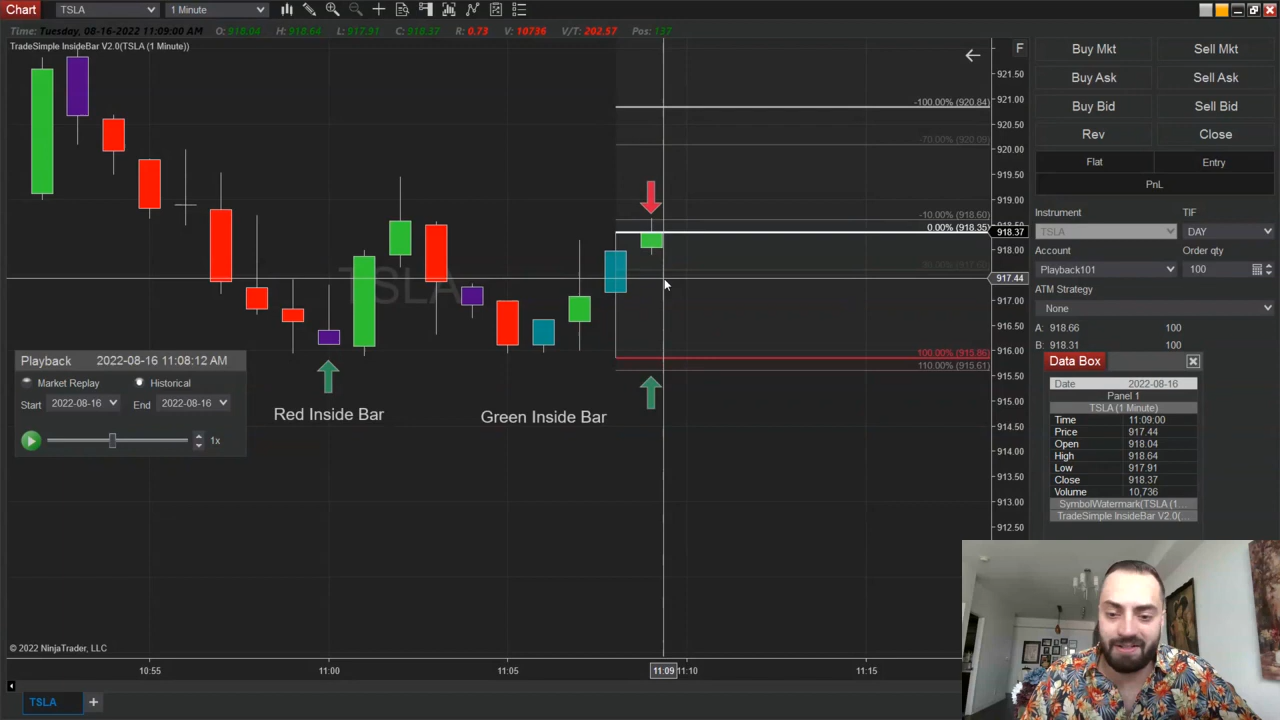 Chart TSLA 1 Minute
Tuesday, 08-16-2022 11:09:00 AM O: 918.04 H: 918.64 L: 917.91 C: 918.37 R: 0.73 V: 10736 V/T: 202.57 Pos: 137
TradeSimple InsideBar V2.0(TSLA (1 Minute))
F
921.50
921.00
920.50
920.00
919.50
919.00
918.37
918.00
917.44
917.00
916.50
916.00
915.50
915.00
914.50
914.00
913.50
913.00
912.50
-100.00% (920.84)
-70.00% (920.09)
-10.00% (918.60)
0.00% (918.35)
100.00% (915.86)
110.00% (915.61)
TSLA
Red Inside Bar
Green Inside Bar
Playback 2022-08-16 11:08:12 AM
Market Replay Historical
Start 2022-08-16 End 2022-08-16
1x
© 2022 NinjaTrader, LLC
10:55 11:00 11:05 11:09 11:10 11:15
TSLA
Buy Mkt Sell Mkt
Buy Ask Sell Ask
Buy Bid Sell Bid
Rev Close
Flat Entry
PnL
Instrument TIF
TSLA DAY
Account Order qty
Playback101 100
ATM Strategy
None
A: 918.66 100
B: 918.31 100
Data Box
Date 2022-08-16
Panel 1
TSLA (1 Minute)
Time 11:09:00
Price 917.44
Open 918.04
High 918.64
Low 917.91
Close 918.37
Volume 10,736
SymbolWatermark(TSLA (1...
TradeSimple InsideBar V2.0(...